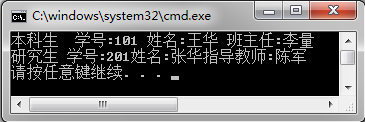 C:\windows\system32\cmd.exe
本科生  学号:101 姓名:王华 班主任:李量
研究生 学号:201姓名:张华指导教师:陈军
请按任意键继续. . .